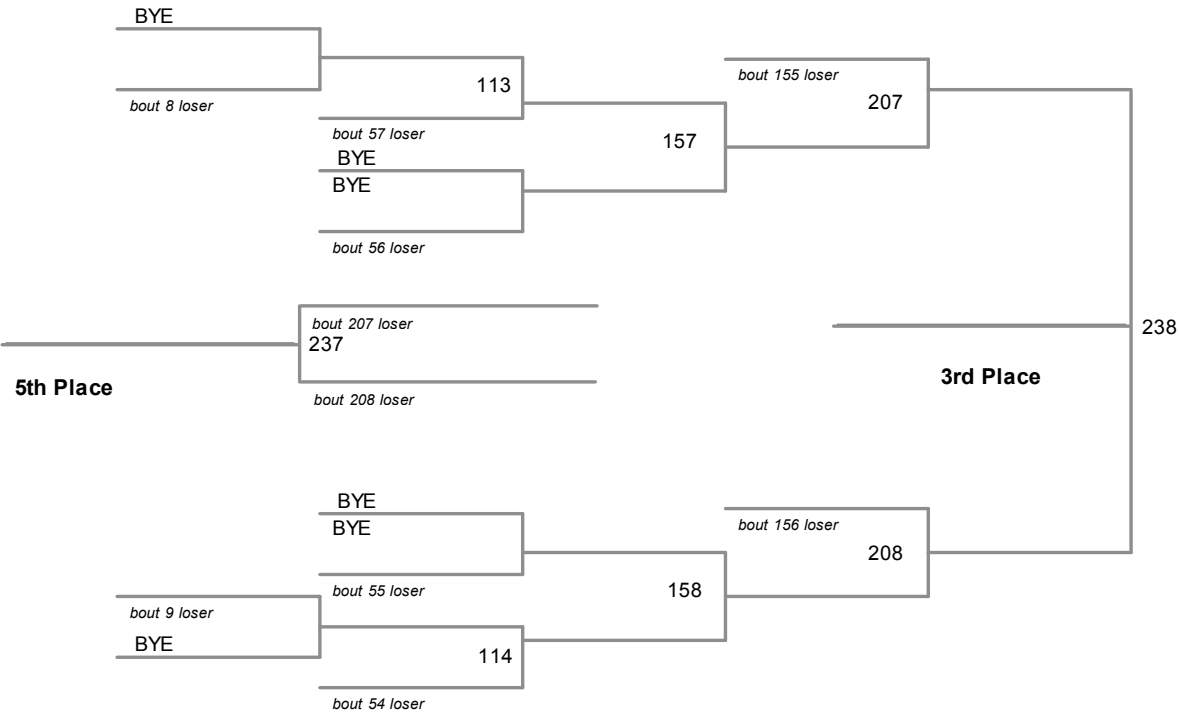 BYE
bout 155 loser
113
bout 8 loser
207
bout 57 loser
157
BYE
BYE
bout 56 loser
bout 207 loser
238
237
3rd Place
5th Place
bout 208 loser
BYE
bout 156 loser
BYE
208
bout 55 loser
158
bout 9 loser
BYE
114
bout 54 loser